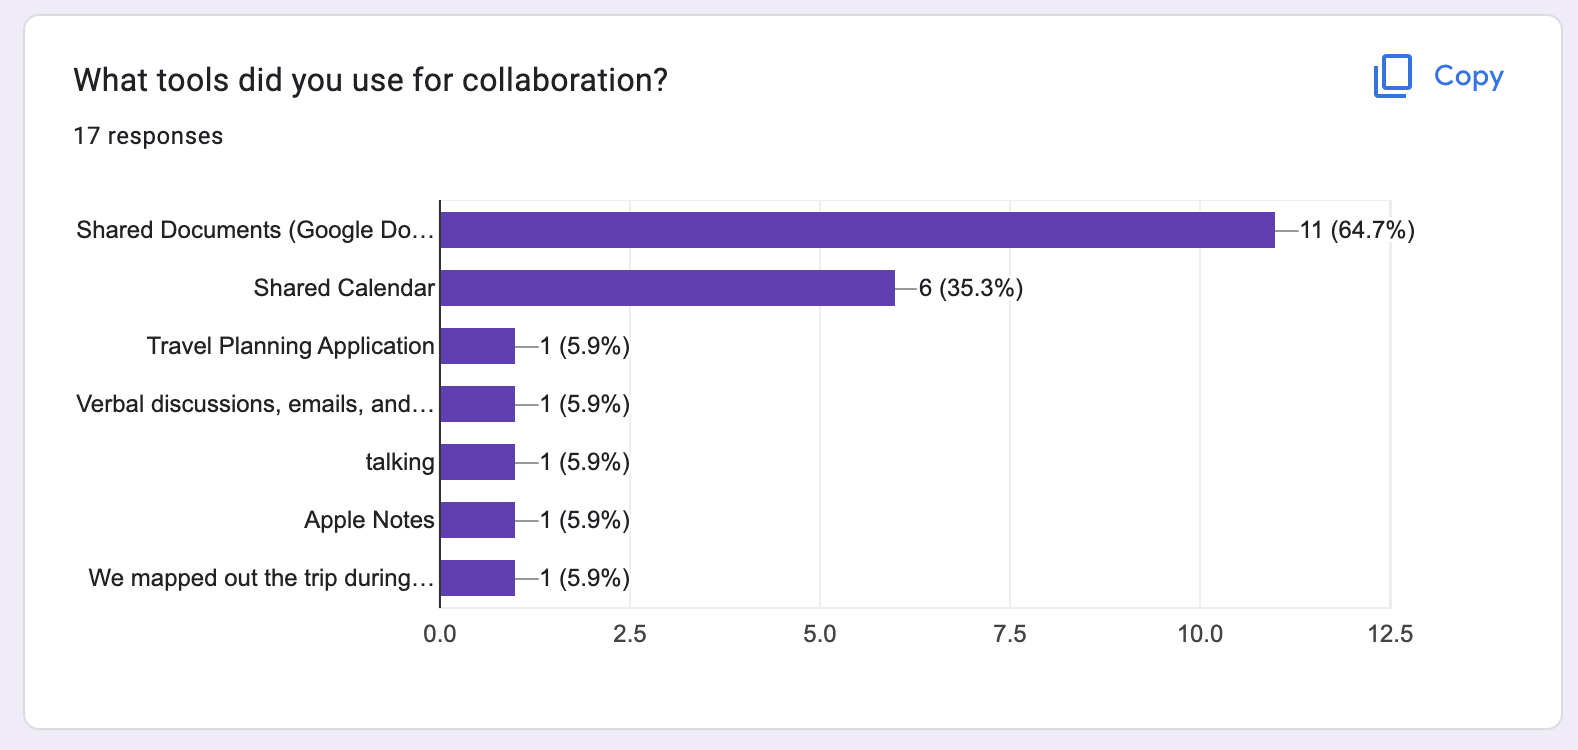 What tools did you use for collaboration?
Copy
17 responses
Shared Documents (Google Do...
11 (64.7%)
Shared Calendar
6 (35.3%)
Travel Planning Application
1 (5.9%)
Verbal discussions, emails, and...
1 (5.9%)
talking
1 (5.9%)
Apple Notes
1 (5.9%)
We mapped out the trip during...
1 (5.9%)
0.0 2.5 5.0 7.5 10.0 12.5